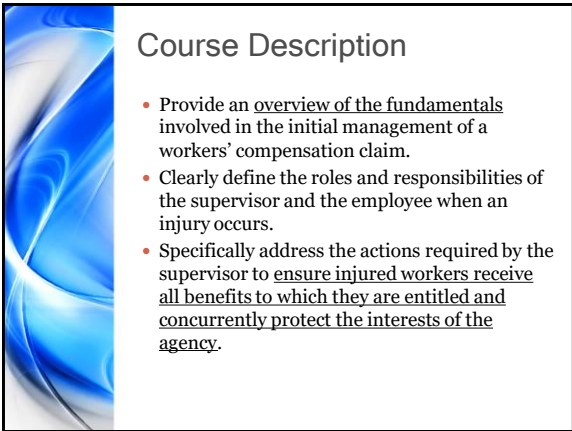 Course Description
• Provide an overview of the fundamentals
involved in the initial management of a
workers’ compensation claim.
• Clearly define the roles and responsibilities of
the supervisor and the employee when an
injury occurs.
• Specifically address the actions required by the
supervisor to ensure injured workers receive
all benefits to which they are entitled and
concurrently protect the interests of the
agency.